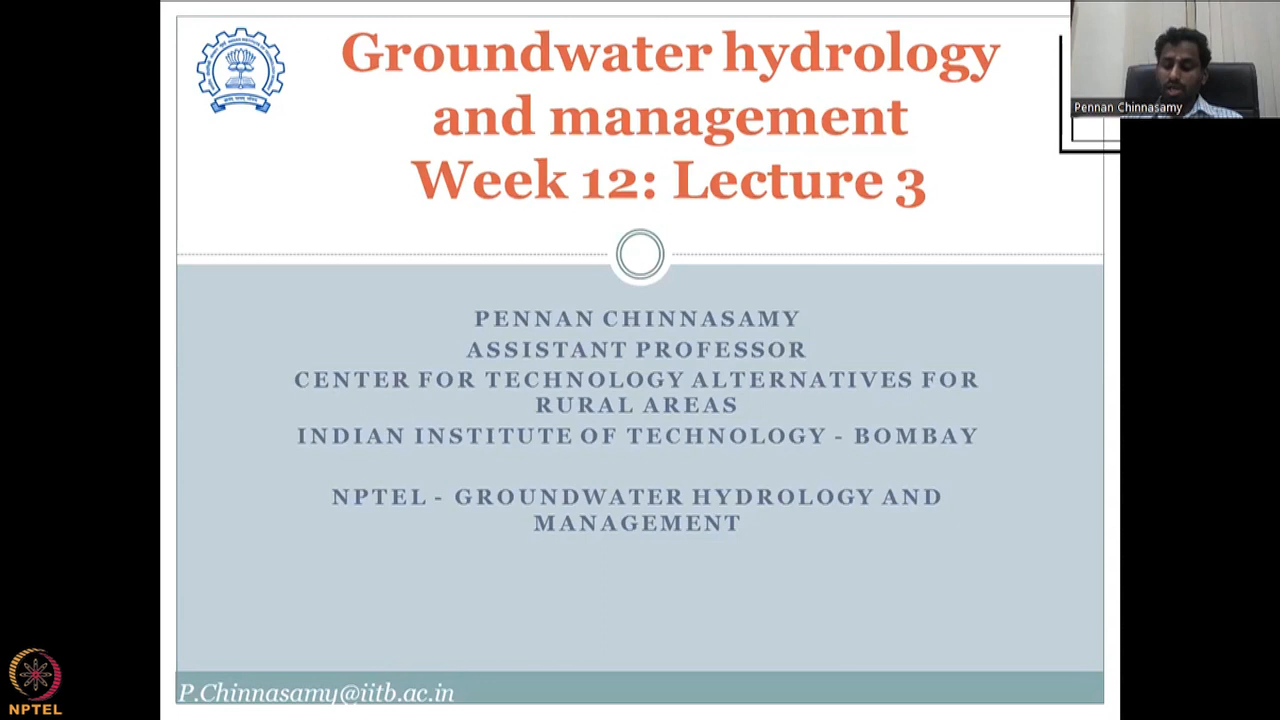 Groundwater hydrology
and management
Week 12: Lecture 3
Pennan Chinnasamy
PENNAN CHINNASAMY
ASSISTANT PROFESSOR
CENTER FOR TECHNOLOGY ALTERNATIVES FOR
RURAL AREAS
INDIAN INSTITUTE OF TECHNOLOGY - BOMBAY
NPTEL - GROUNDWATER HYDROLOGY AND
MANAGEMENT
P.Chinnasamy@iitb.ac.in
NPTEL